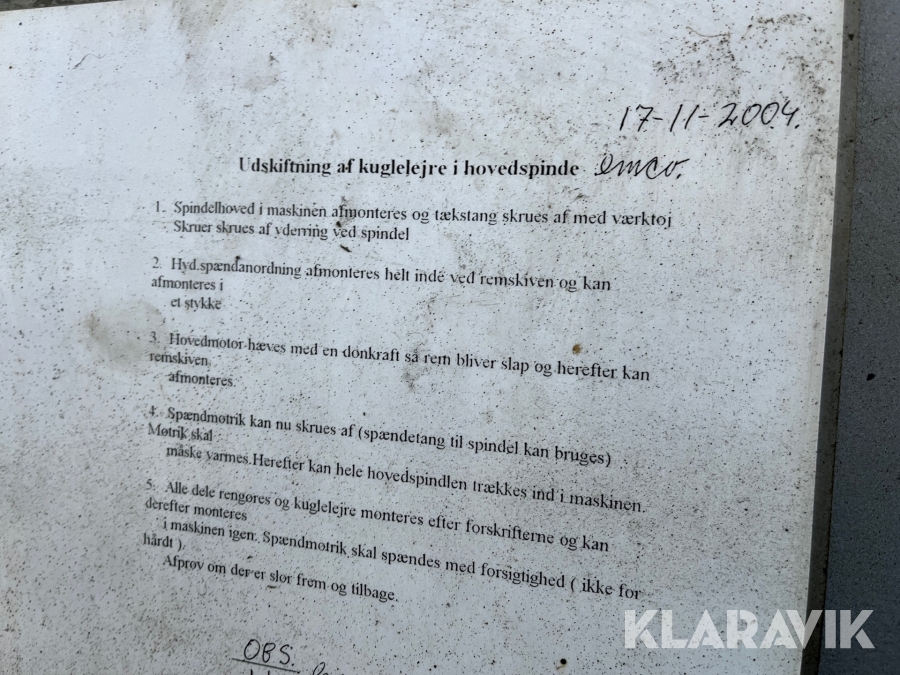 17-11-2004.
Udskiftning af kuglelejre i hovedspinde emco.
1. Spindelhoved i maskinen afmonteres og tækstang skrues af med værktoj
Skruer skrues af yderring ved spindel
2. Hyd.spændanordning afmonteres helt inde ved remskiven og kan
afmonteres i
et stykke
3. Hovedmotor hæves med en donkraft så rem bliver slap og herefter kan
remskiven.
afmonteres.
4. Spændmøtrik kan nu skrues af (spændetang til spindel kan bruges)
Møtrik skal
måske varmes.Herefter kan hele hovedspindlen trækkes ind i maskinen.
5. Alle dele rengøres og kuglelejre monteres efter forskrifterne og kan
derefter monteres
i maskinen igen. Spændmøtrik skal spændes med forsigtighed ( ikke for
hårdt ).
Afprøv om der er slør frem og tilbage.
OBS.
KLARAVIK